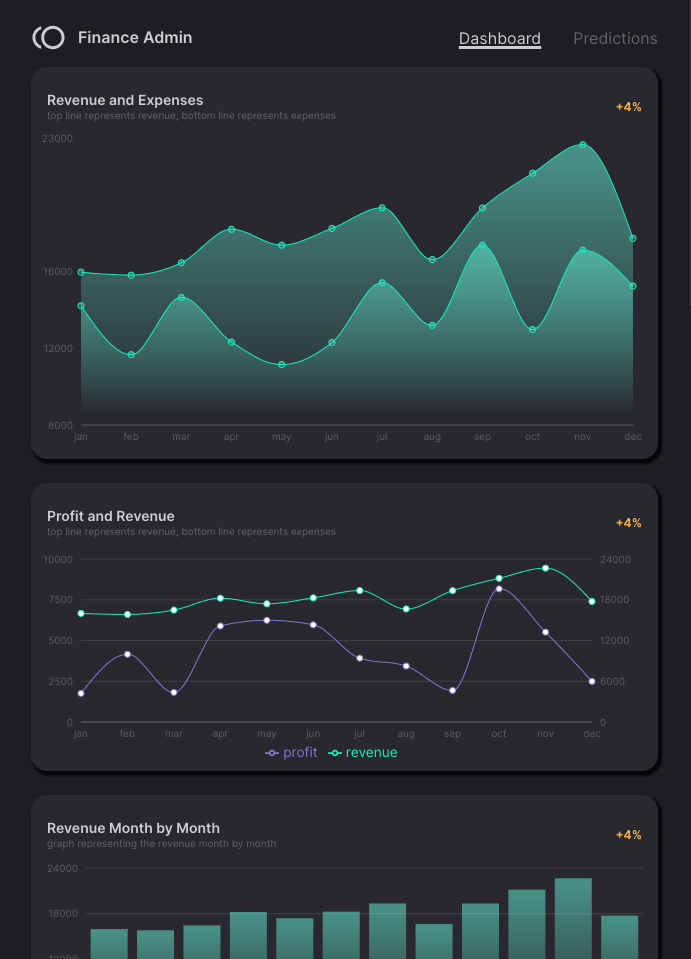 Finance Admin
Dashboard Predictions
Revenue and Expenses
top line represents revenue, bottom line represents expenses
+4%
23000
16000
12000
8000
jan feb mar apr may jun jul aug sep oct nov dec
Profit and Revenue
top line represents revenue, bottom line represents expenses
+4%
10000 24000
7500 18000
5000 12000
2500 6000
0 0
jan feb mar apr may jun jul aug sep oct nov dec
profit revenue
Revenue Month by Month
graph representing the revenue month by month
+4%
24000
18000
12000